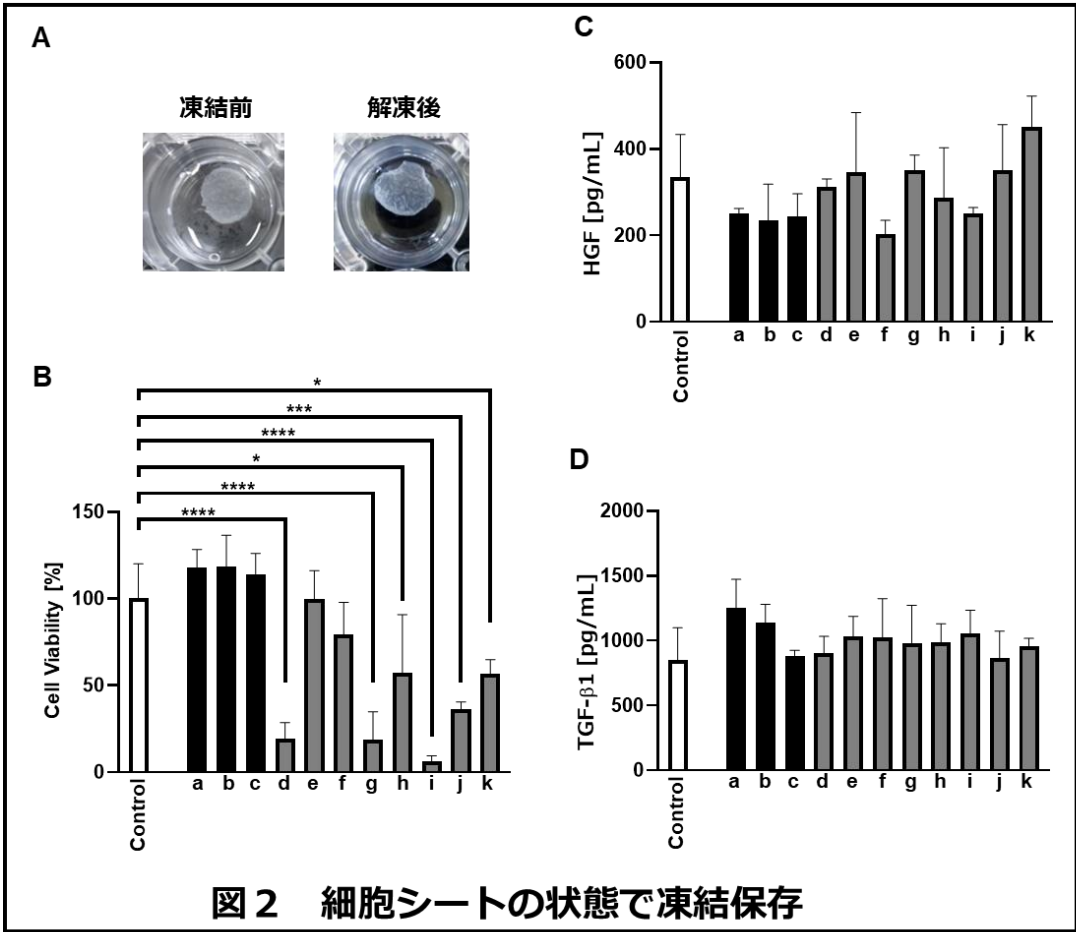 A
凍結前 解凍後
B
*
***
****
*
****
****
Cell Viability [%]
150
100
50
0
Control a b c d e f g h i j k
C
HGF [pg/mL]
600
400
200
0
Control a b c d e f g h i j k
D
TGF-β1 [pg/mL]
2000
1500
1000
500
0
Control a b c d e f g h i j k
図２ 細胞シートの状態で凍結保存